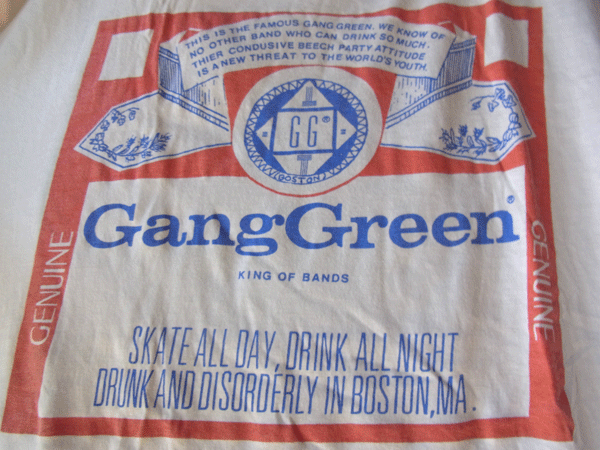 THIS IS THE FAMOUS GANG GREEN. WE KNOW OF
NO OTHER BAND WHO CAN DRINK SO MUCH.
THIER CONDUSIVE BEECH PARTY ATTITUDE
IS A NEW THREAT TO THE WORLD'S YOUTH.
GG®
BOSTON
GangGreen®
KING OF BANDS
GENUINE
GENUINE
SKATE ALL DAY, DRINK ALL NIGHT
DRUNK AND DISORDERLY IN BOSTON, MA.